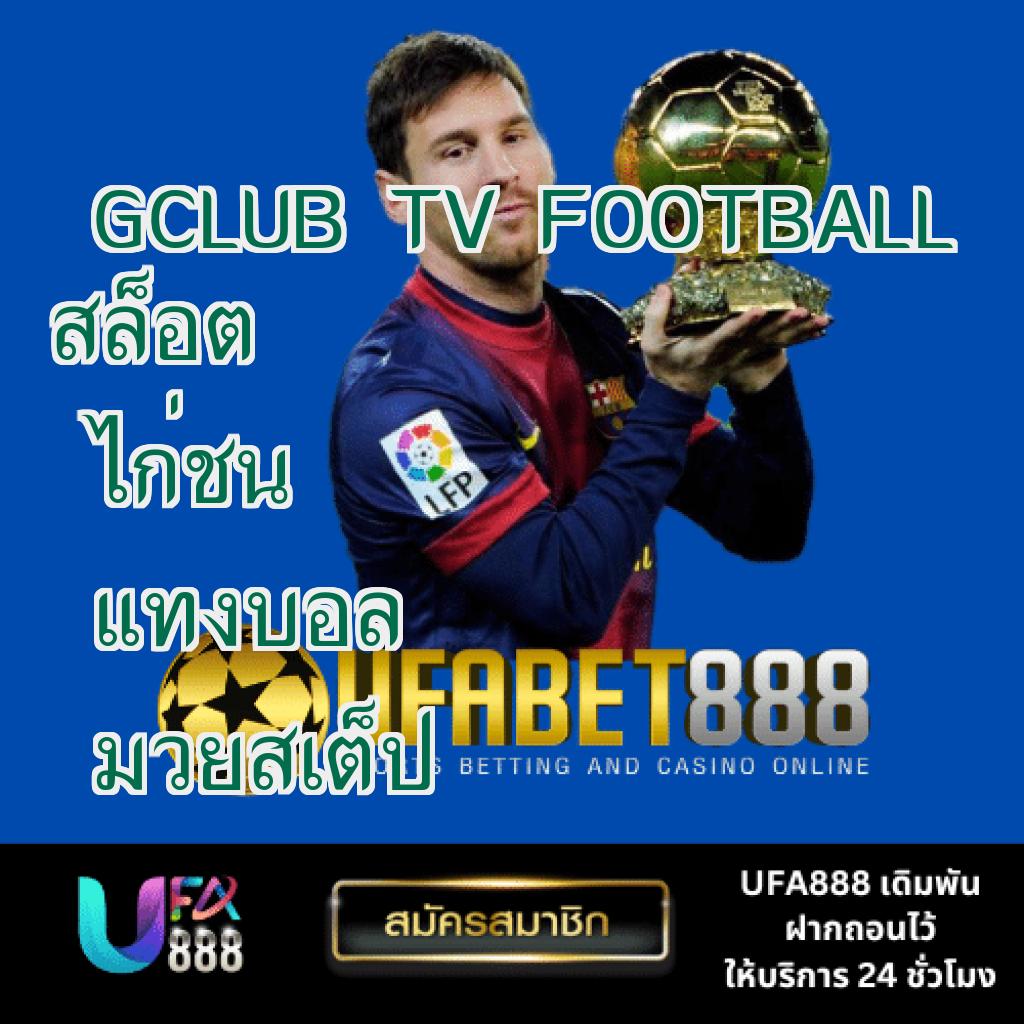 GCLUB TV FOOTBALL
สล็อต
ไก่ชน
LFP
แทงบอล
UFABET888
มวยสเต็ป
BETTING AND CASINO ONLINE
UFA
888
สมัครสมาชิก
UFA888 เดิมพัน
ฝากถอนไว้
ให้บริการ 24 ชั่วโมง